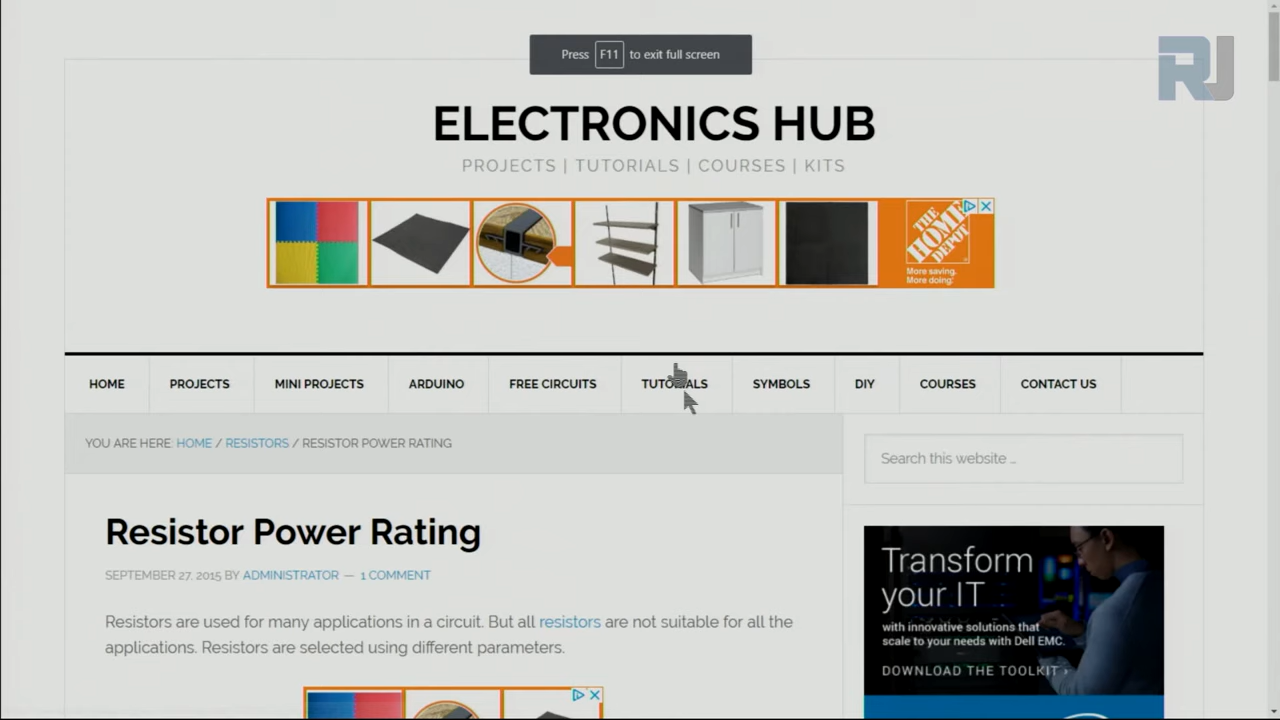 Press F11 to exit full screen
RJ
ELECTRONICS HUB
PROJECTS | TUTORIALS | COURSES | KITS
THE HOME DEPOT
More saving.
More doing.
HOME PROJECTS MINI PROJECTS ARDUINO FREE CIRCUITS TUTORIALS SYMBOLS DIY COURSES CONTACT US
YOU ARE HERE: HOME / RESISTORS / RESISTOR POWER RATING
Search this website ...
Resistor Power Rating
SEPTEMBER 27, 2015 BY ADMINISTRATOR — 1 COMMENT
Resistors are used for many applications in a circuit. But all resistors are not suitable for all the
applications. Resistors are selected using different parameters.
Transform
your IT
with innovative solutions that
scale to your needs with Dell EMC.
DOWNLOAD THE TOOLKIT ›